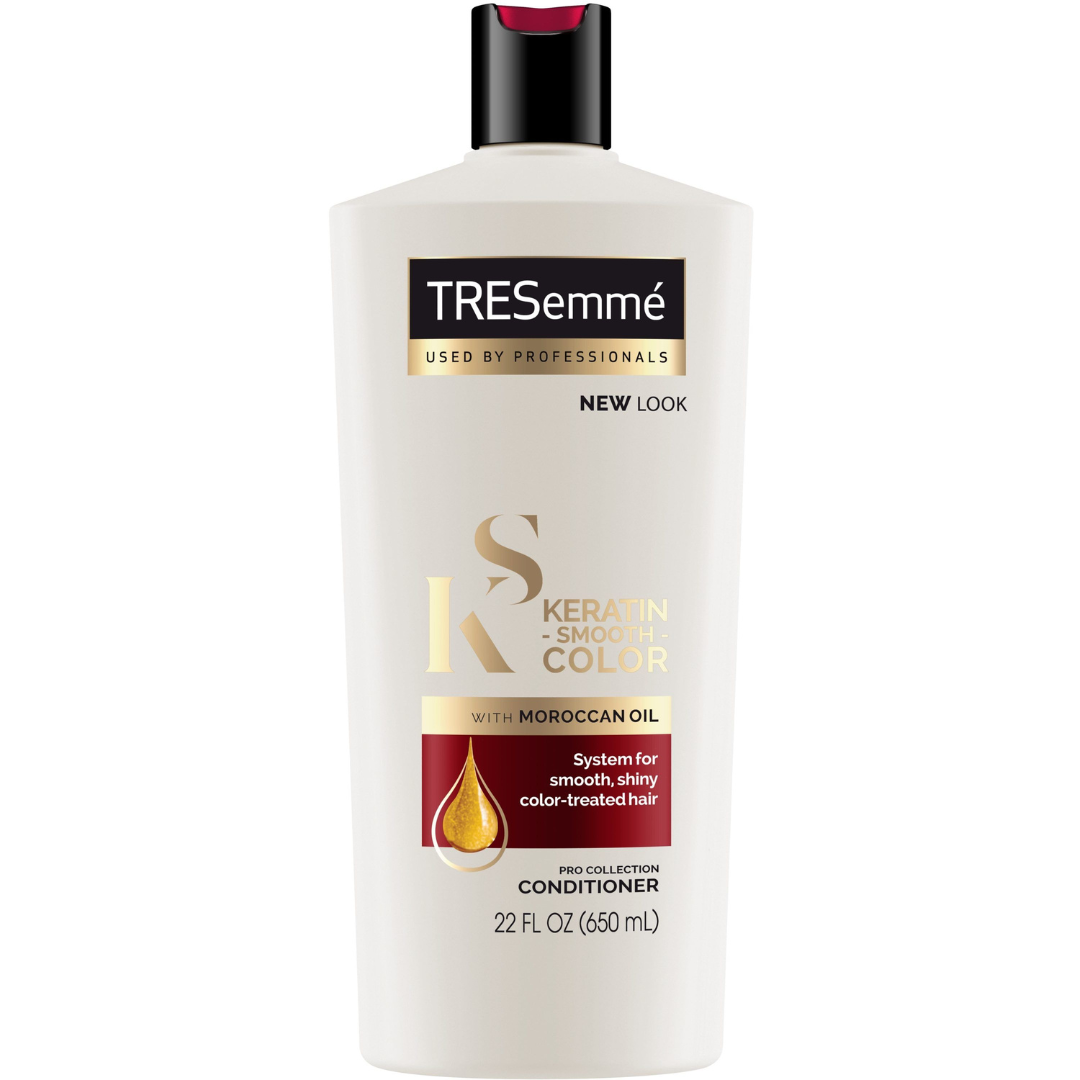 TRESemmé
USED BY PROFESSIONALS
NEW LOOK
KS
KERATIN
- SMOOTH -
COLOR
WITH MOROCCAN OIL
System for
smooth, shiny
color-treated hair
PRO COLLECTION
CONDITIONER
22 FL OZ (650 mL)